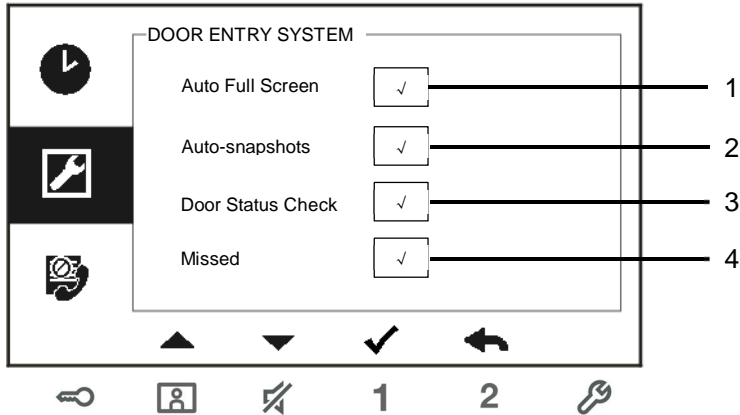 DOOR ENTRY SYSTEM
Auto Full Screen √ 1
Auto-snapshots √ 2
Door Status Check √ 3
Missed √ 4
1 2